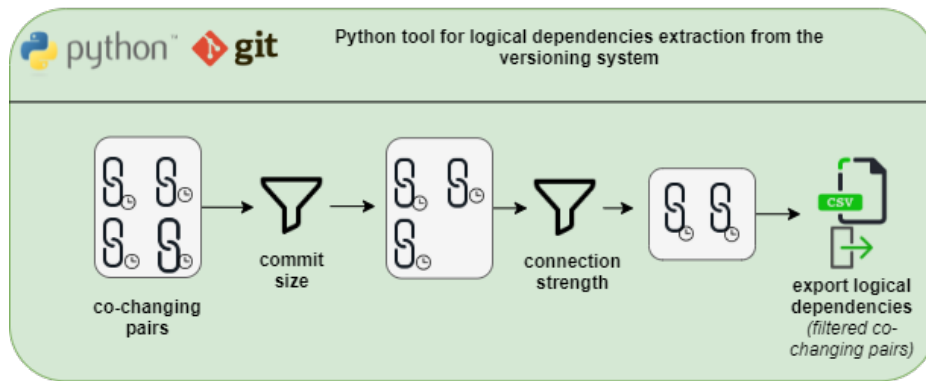 python™
git
Python tool for logical dependencies extraction from the
versioning system
co-changing
pairs
commit
size
connection
strength
CSV
export logical
dependencies
(filtered co-
changing pairs)